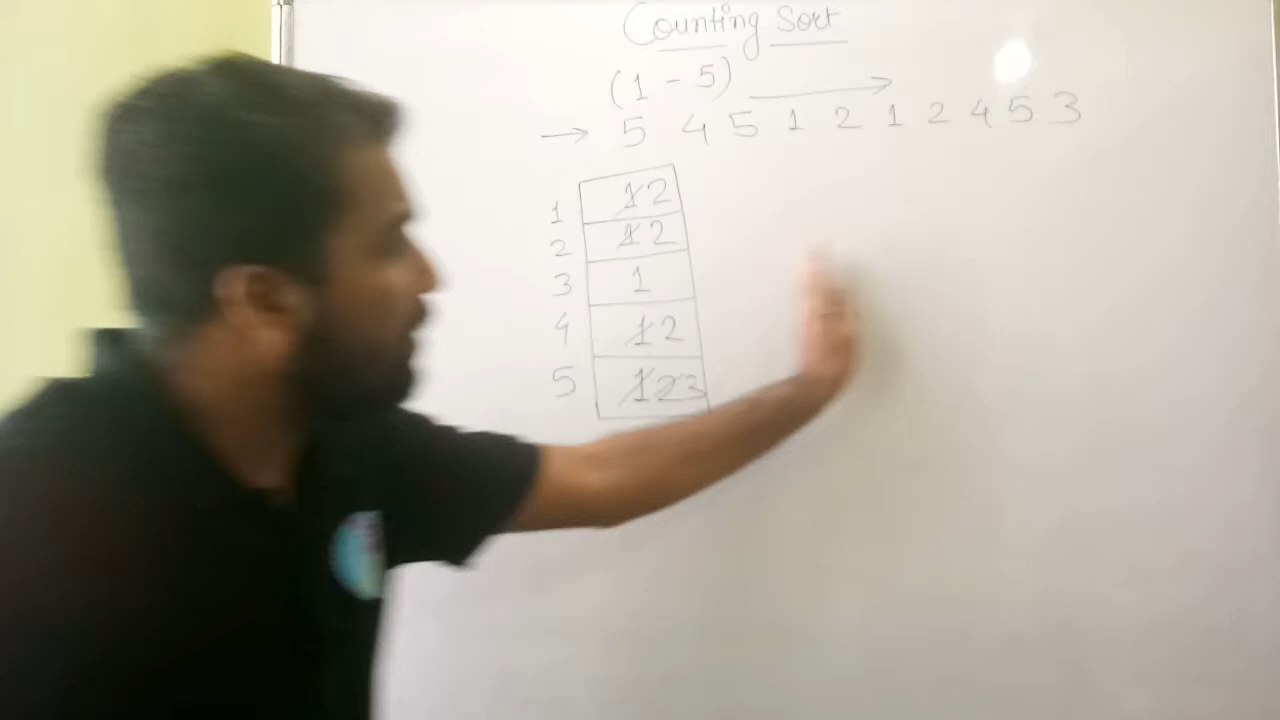 Counting Sort
(1 - 5)
→ 5 4 5 1 2 1 2 4 5 3
1 1 2
2 1 2
3 1
4 1 2
5 1 2 3